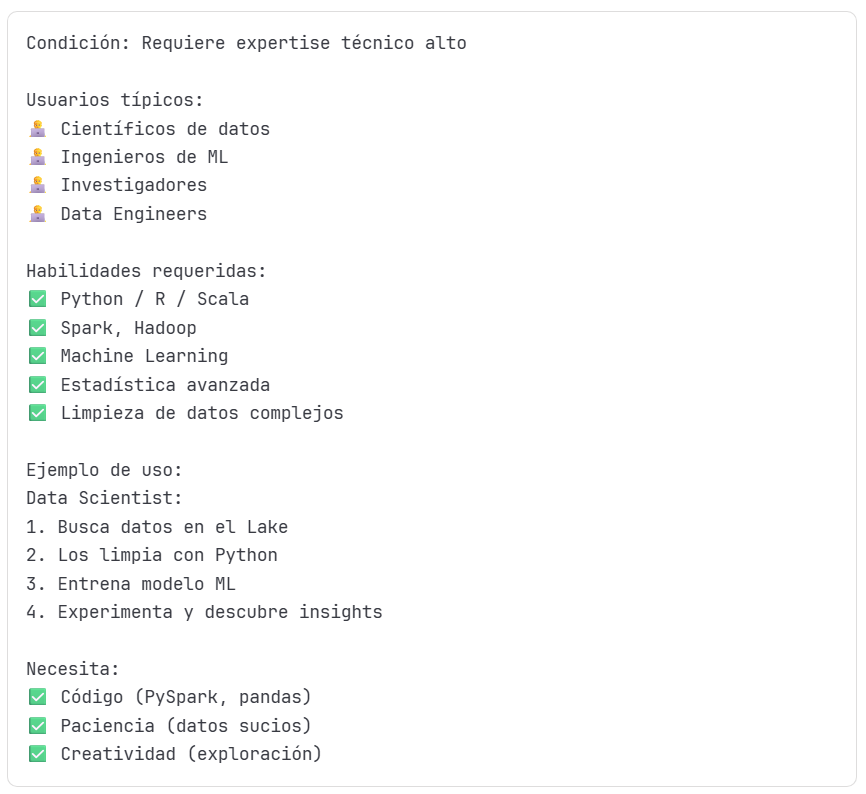 Condición: Requiere expertise técnico alto
Usuarios típicos:
🧑‍💻 Científicos de datos
🧑‍💻 Ingenieros de ML
🧑‍💻 Investigadores
🧑‍💻 Data Engineers
Habilidades requeridas:
✅ Python / R / Scala
✅ Spark, Hadoop
✅ Machine Learning
✅ Estadística avanzada
✅ Limpieza de datos complejos
Ejemplo de uso:
Data Scientist:
1. Busca datos en el Lake
2. Los limpia con Python
3. Entrena modelo ML
4. Experimenta y descubre insights
Necesita:
✅ Código (PySpark, pandas)
✅ Paciencia (datos sucios)
✅ Creatividad (exploración)